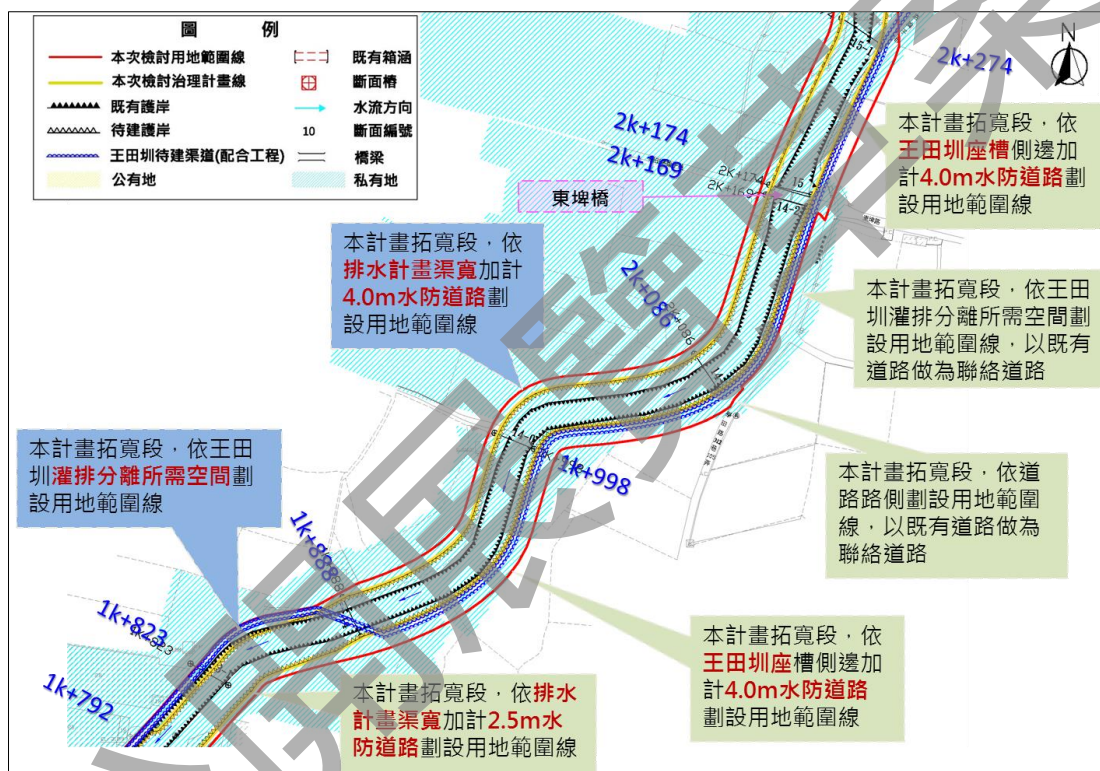 圖 例
本次檢討用地範圍線
本次檢討治理計畫線
既有護岸
待建護岸
王田圳待建渠道(配合工程)
公有地
既有箱涵
斷面樁
水流方向
10 斷面編號
橋梁
私有地
N
15-1
2k+274
2k+174
2k+169
2K+174
2K+169
15
14-2
東埤橋
本計畫拓寬段，依
王田圳座槽側邊加
計4.0m水防道路劃
設用地範圍線
本計畫拓寬段，依
排水計畫渠寬加計
4.0m水防道路劃
設用地範圍線
2k+086
14
本計畫拓寬段，依王田
圳灌排分離所需空間劃
設用地範圍線，以既有
道路做為聯絡道路
本計畫拓寬段，依王田
圳灌排分離所需空間劃
設用地範圍線
1k+998
本計畫拓寬段，依道
路路側劃設用地範圍
線，以既有道路做為
聯絡道路
1k+888
1k+823
1k+792
本計畫拓寬段，依排水
計畫渠寬加計2.5m水
防道路劃設用地範圍線
本計畫拓寬段，依
王田圳座槽側邊加
計4.0m水防道路
劃設用地範圍線